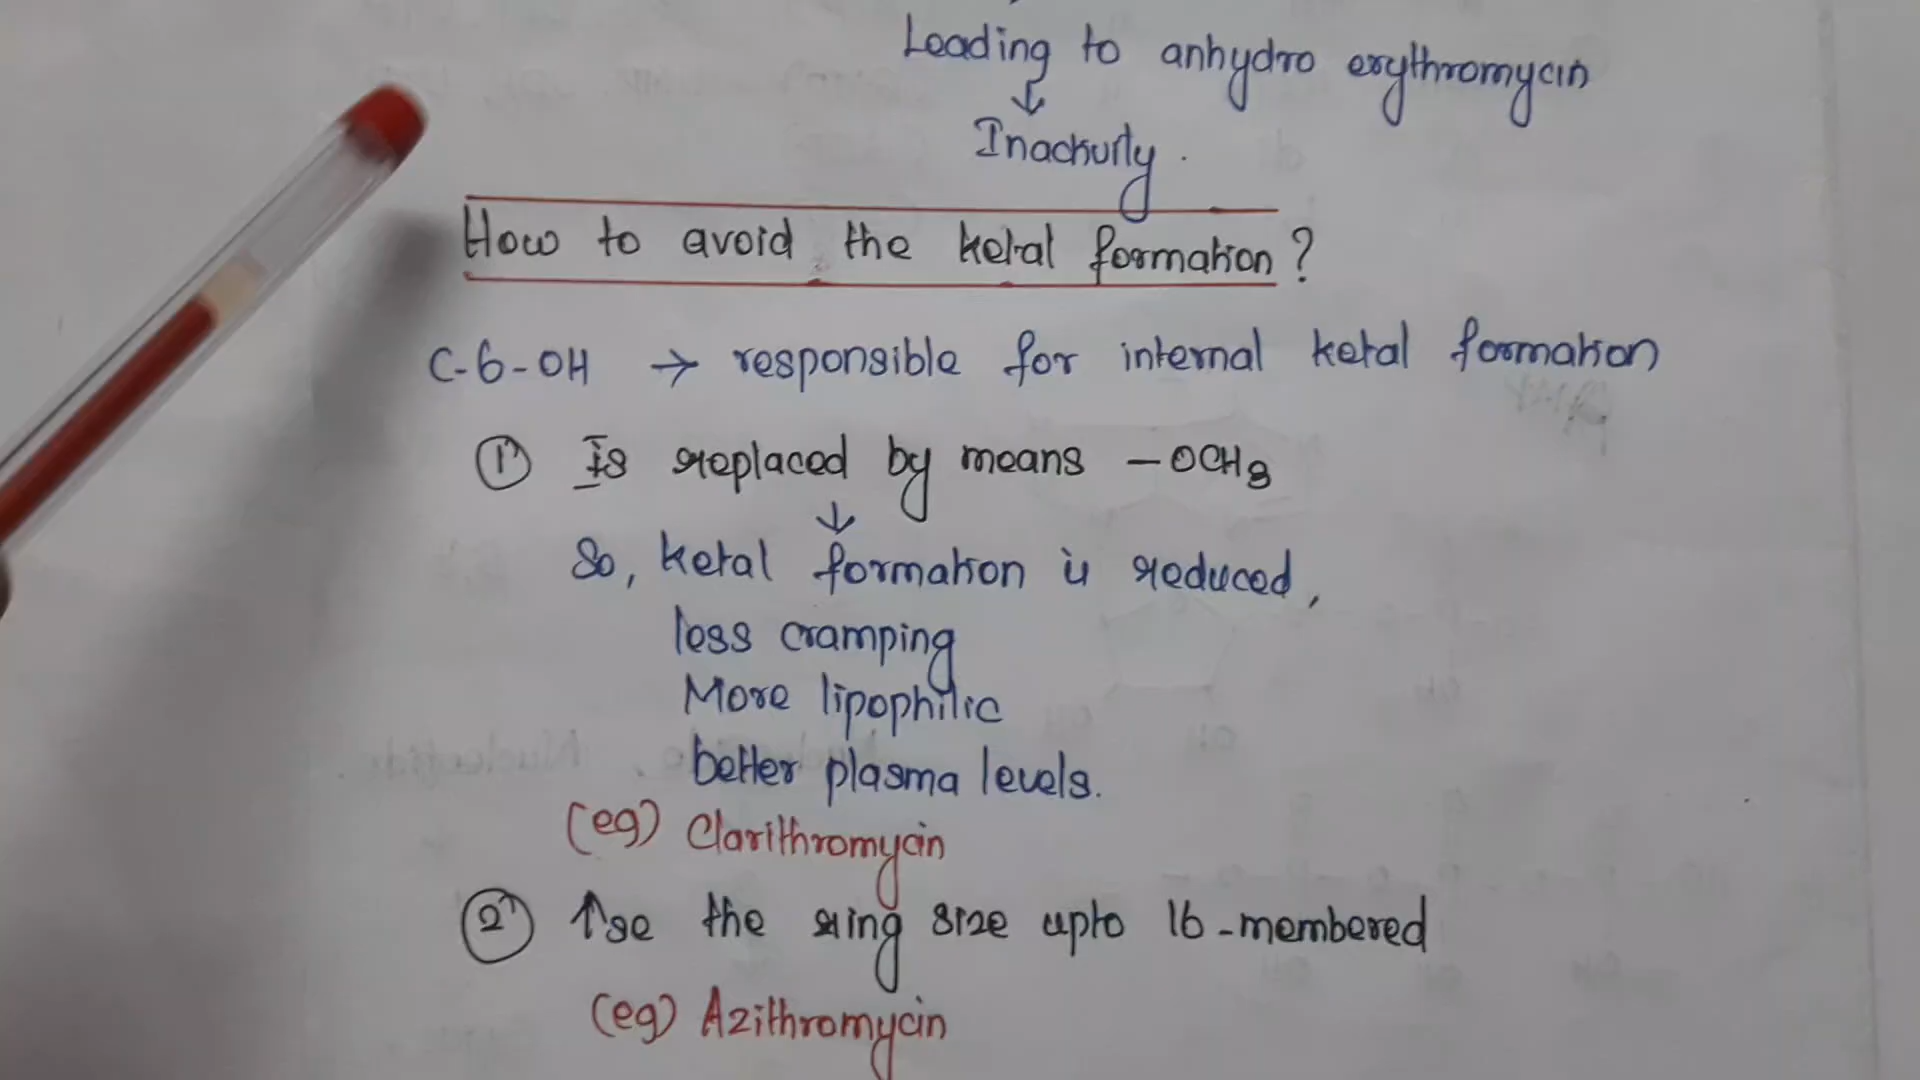 Leading to anhydro erythromycin
↓
Inactivity.
How to avoid the ketal formation?
C-6-OH → responsible for internal ketal formation
① Is replaced by means -OCH3
↓
So, ketal formation is reduced,
less cramping
More lipophilic
better plasma levels.
(eg) Clarithromycin
② ↑se the ring size upto 16-membered
(eg) Azithromycin